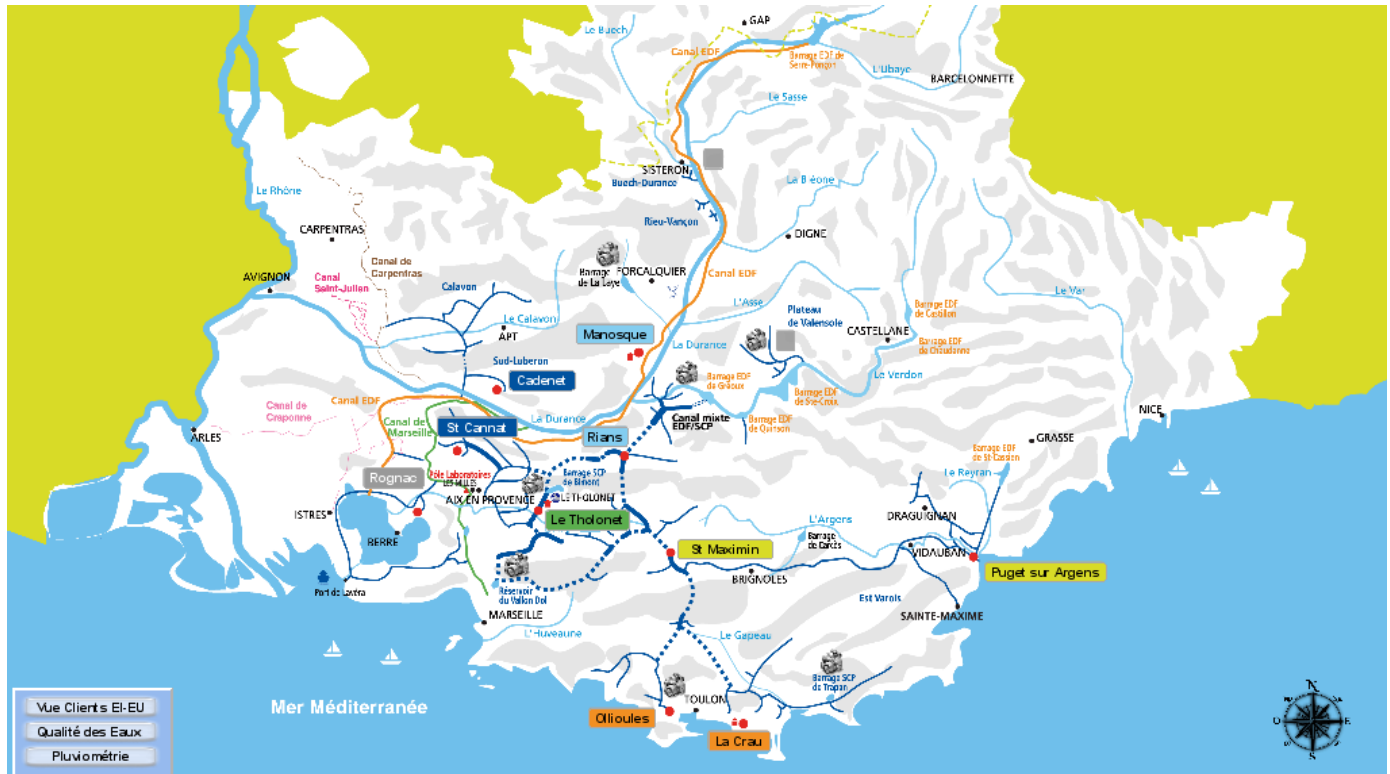 GAP
Le Buech
Canal EDF
Barrage EDF de
Serre-Ponçon
L'Ubaye
BARCELONNETTE
Le Sasse
SISTERON
Buech-Durance
La Bléone
Le Rhône
Rieu-Vançon
CARPENTRAS
DIGNE
Canal de
Carpentras
Canal
Saint-Julien
AVIGNON
Barrage
de La Laye
FORCALQUIER
Canal EDF
Calavon
L'Asse
Le Var
Plateau
de Valensole
Barrage EDF
de Castillon
Le Calavon
APT
Manosque
CASTELLANE
La Durance
Barrage EDF
de Chaudanne
Sud-Luberon
Cadenet
Barrage EDF
de Gréoux
Le Verdon
Barrage EDF
de Ste-Croix
Canal EDF
Canal de
Craponne
Canal de
Marseille
La Durance
Canal mixte
EDF/SCP
Barrage EDF
de Quinson
NICE
ARLES
St Cannat
Rians
GRASSE
Barrage EDF
de St-Cassien
Rognac
Pôle Laboratoires
LES MILLES
AIX EN PROVENCE
Barrage SCP
de Bimont
LE THOLONET
Le Reyran
ISTRES
Le Tholonet
DRAGUIGNAN
L'Argens
BERRE
St Maximin
Barrage
de Carcès
VIDAUBAN
Puget sur Argens
BRIGNOLES
Port de Lavéra
Réservoir
du Vallon Dol
Est Varois
MARSEILLE
SAINTE-MAXIME
L'Huveaune
Le Gapeau
Barrage SCP
de Trapan
TOULON
Ollioules
La Crau
Mer Méditerranée
Vue Clients EI-EU
Qualité des Eaux
Pluviométrie
N
O
E
S